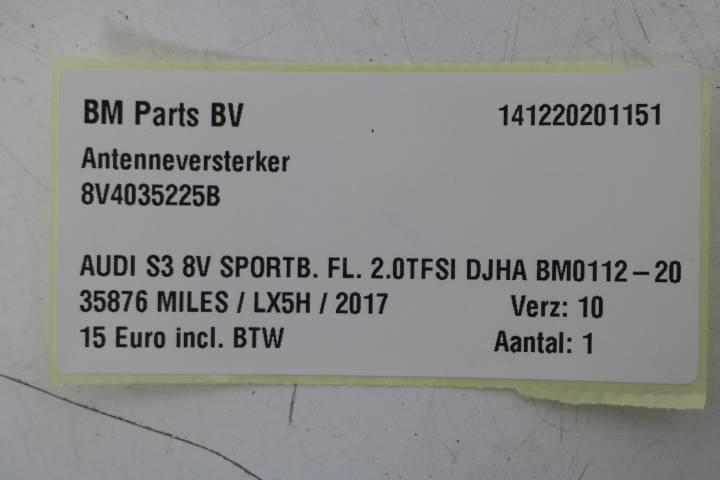 BM Parts BV 141220201151
Antenneversterker
8V4035225B
AUDI S3 8V SPORTB. FL. 2.0TFSI DJHA BM0112-20
35876 MILES / LX5H / 2017 Verz: 10
15 Euro incl. BTW Aantal: 1